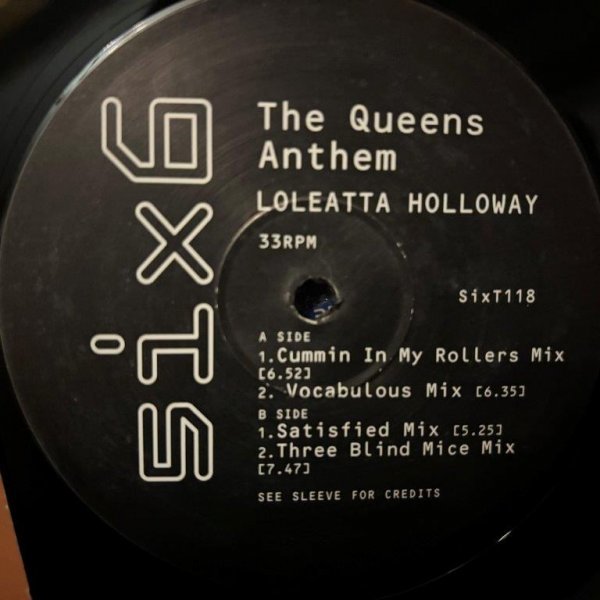 six6
The Queens
Anthem
LOLEATTA HOLLOWAY
33RPM
SixT118
A SIDE
1.Cummin In My Rollers Mix
[6.52]
2. Vocabulous Mix [6.35]
B SIDE
1.Satisfied Mix [5.25]
2.Three Blind Mice Mix
[7.47]
SEE SLEEVE FOR CREDITS